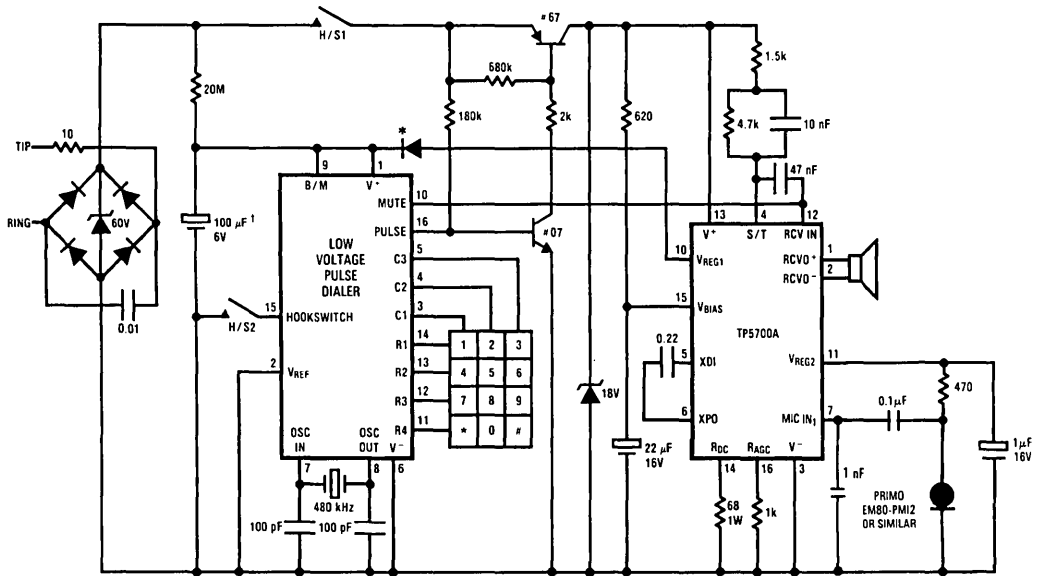 H/S1
#67
1.5k
20M
680k
180k
2k
620
4.7k
10 nF
TIP
10
RING
60V
0.01
*
9
1
B/M
V+
47 nF
100 µF †
6V
LOW
VOLTAGE
PULSE
DIALER
MUTE
10
PULSE
16
#07
C3
5
C2
4
C1
3
R1
14
R2
13
R3
12
R4
11
H/S2
15
HOOKSWITCH
2
VREF
OSC
IN
OSC
OUT
V−
7
8
6
480 kHz
100 pF
100 pF
1 2 3
4 5 6
7 8 9
* 0 #
18V
22 µF
16V
13
4
12
V+
S/T
RCV IN
10
VREG1
RCVO+
1
RCVO−
2
15
VBIAS
TP5700A
0.22
5
XDI
6
XPO
VREG2
11
470
0.1µF
MIC IN1
7
RDC
RAGC
V−
14
16
3
68
1W
1k
1 nF
PRIMO
EM80-PMI2
OR SIMILAR
1µF
16V